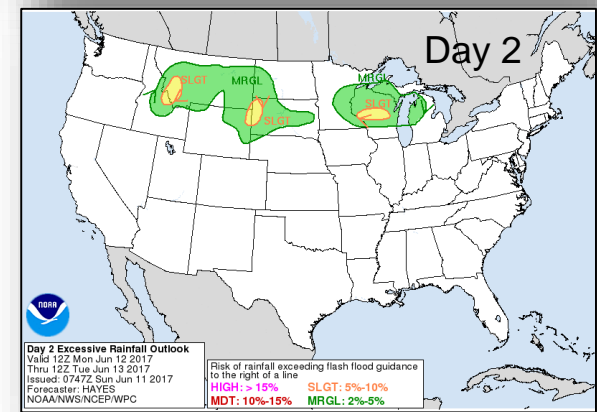 Day 2
SLGT
MRGL
MRGL
SLGT
SLGT
NOAA
Day 2 Excessive Rainfall Outlook
Valid 12Z Mon Jun 12 2017
Thru 12Z Tue Jun 13 2017
Issued: 0747Z Sun Jun 11 2017
Forecaster: HAYES
NOAA/NWS/NCEP/WPC
Risk of rainfall exceeding flash flood guidance
to the right of a line
HIGH: > 15% SLGT: 5%-10%
MDT: 10%-15% MRGL: 2%-5%